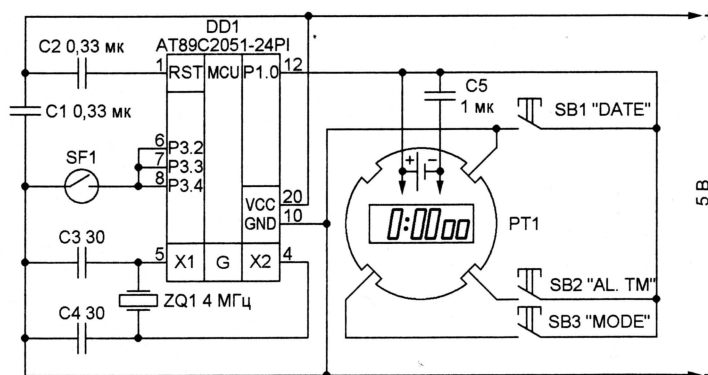 DD1
C2 0,33 мк
AT89C2051-24PI
1
RST
MCU
P1.0
12
C5
1 мк
C1 0,33 мк
SB1 "DATE"
SF1
6
P3.2
7
P3.3
8
P3.4
+
–
VCC
20
GND
10
0:0000
PT1
5 В
C3 30
5
X1
G
X2
4
ZQ1 4 МГц
SB2 "AL. TM"
C4 30
SB3 "MODE"